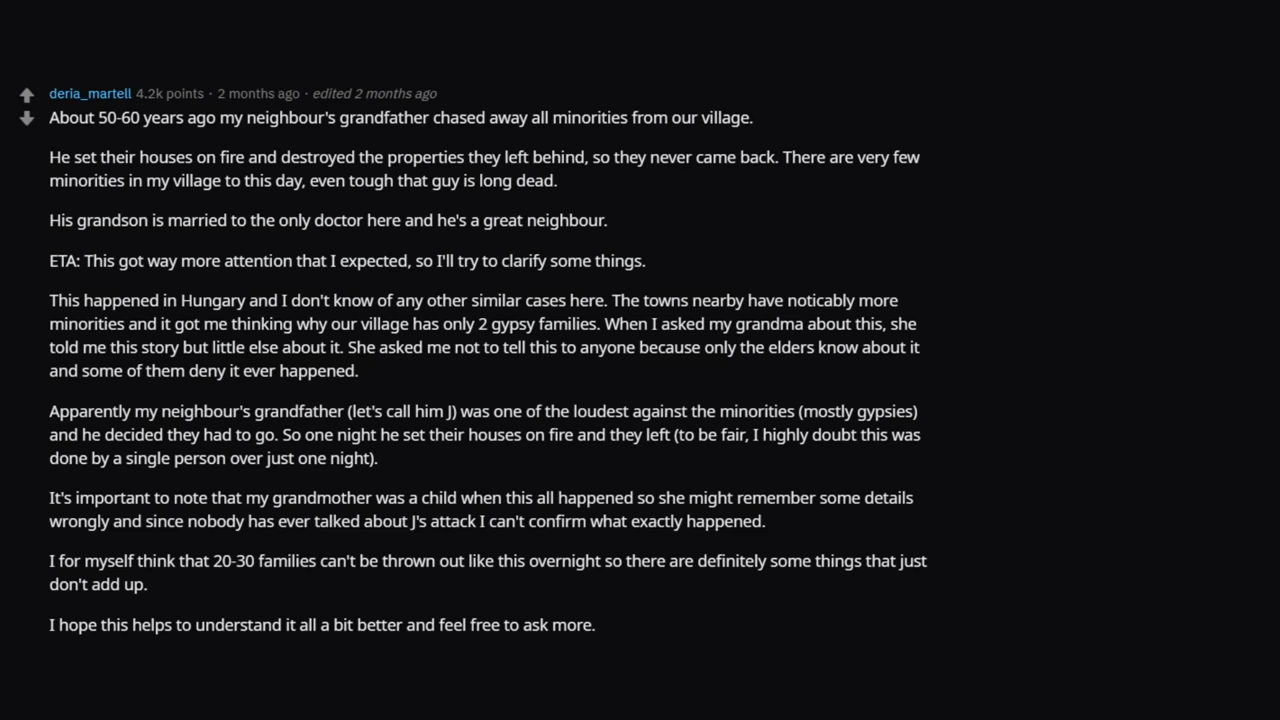 deria_martell 4.2k points · 2 months ago · edited 2 months ago
About 50-60 years ago my neighbour's grandfather chased away all minorities from our village.
He set their houses on fire and destroyed the properties they left behind, so they never came back. There are very few
minorities in my village to this day, even tough that guy is long dead.
His grandson is married to the only doctor here and he's a great neighbour.
ETA: This got way more attention that I expected, so I'll try to clarify some things.
This happened in Hungary and I don't know of any other similar cases here. The towns nearby have noticably more
minorities and it got me thinking why our village has only 2 gypsy families. When I asked my grandma about this, she
told me this story but little else about it. She asked me not to tell this to anyone because only the elders know about it
and some of them deny it ever happened.
Apparently my neighbour's grandfather (let's call him J) was one of the loudest against the minorities (mostly gypsies)
and he decided they had to go. So one night he set their houses on fire and they left (to be fair, I highly doubt this was
done by a single person over just one night).
It's important to note that my grandmother was a child when this all happened so she might remember some details
wrongly and since nobody has ever talked about J's attack I can't confirm what exactly happened.
I for myself think that 20-30 families can't be thrown out like this overnight so there are definitely some things that just
don't add up.
I hope this helps to understand it all a bit better and feel free to ask more.